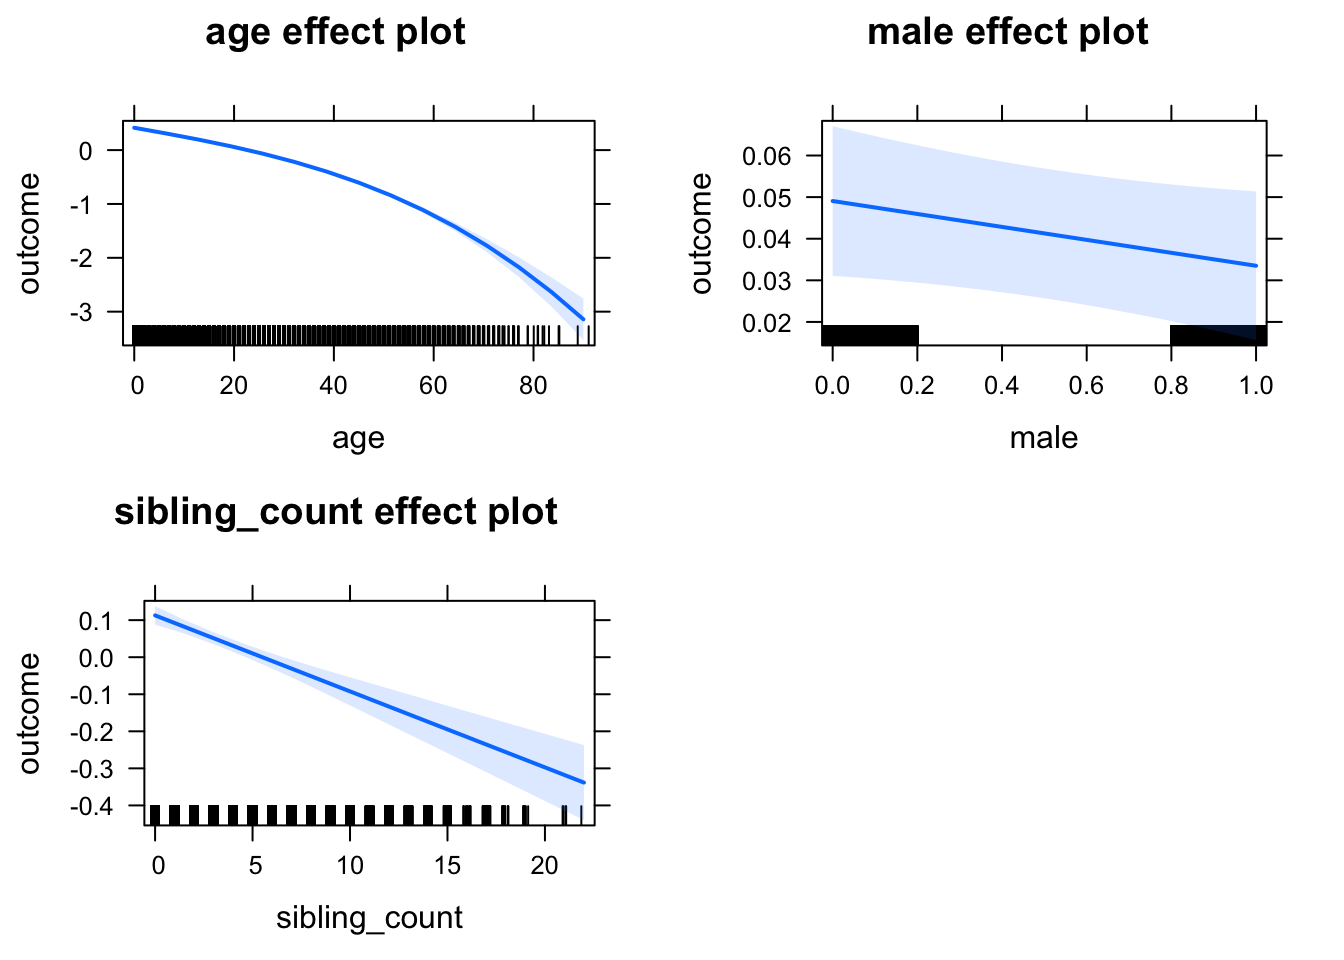 age effect plot
outcome
0
-1
-2
-3
0 20 40 60 80
age
male effect plot
outcome
0.06
0.05
0.04
0.03
0.02
0.0 0.2 0.4 0.6 0.8 1.0
male
sibling_count effect plot
outcome
0.1
0.0
-0.1
-0.2
-0.3
-0.4
0 5 10 15 20
sibling_count